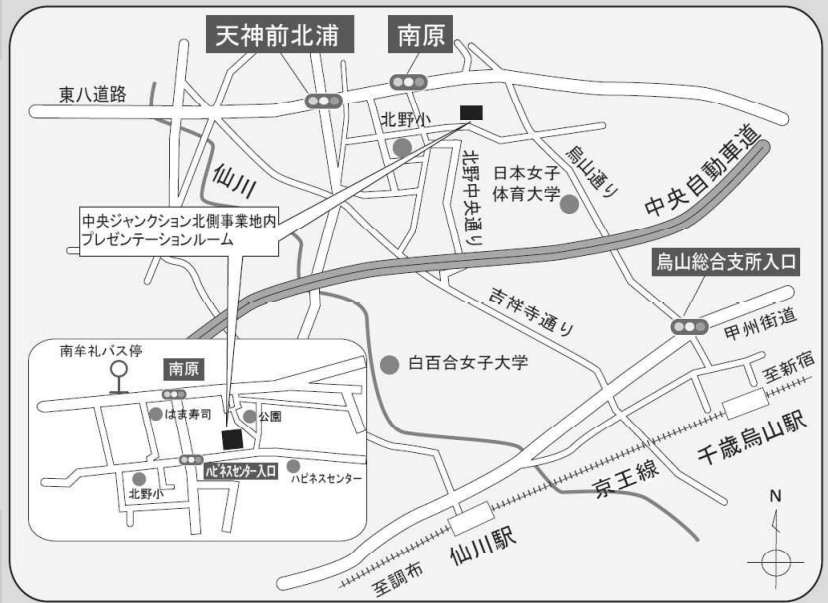 天神前北浦
南原
東八道路
北野小
仙川
北野中央通り
日本女子
体育大学
烏山通り
中央自動車道
中央ジャンクション北側事業地内
プレゼンテーションルーム
烏山総合支所入口
吉祥寺通り
甲州街道
白百合女子大学
至新宿
千歳烏山駅
京王線
仙川駅
至調布
N
南牟礼バス停
南原
はま寿司
公園
ハピネスセンター入口
ハピネスセンター
北野小